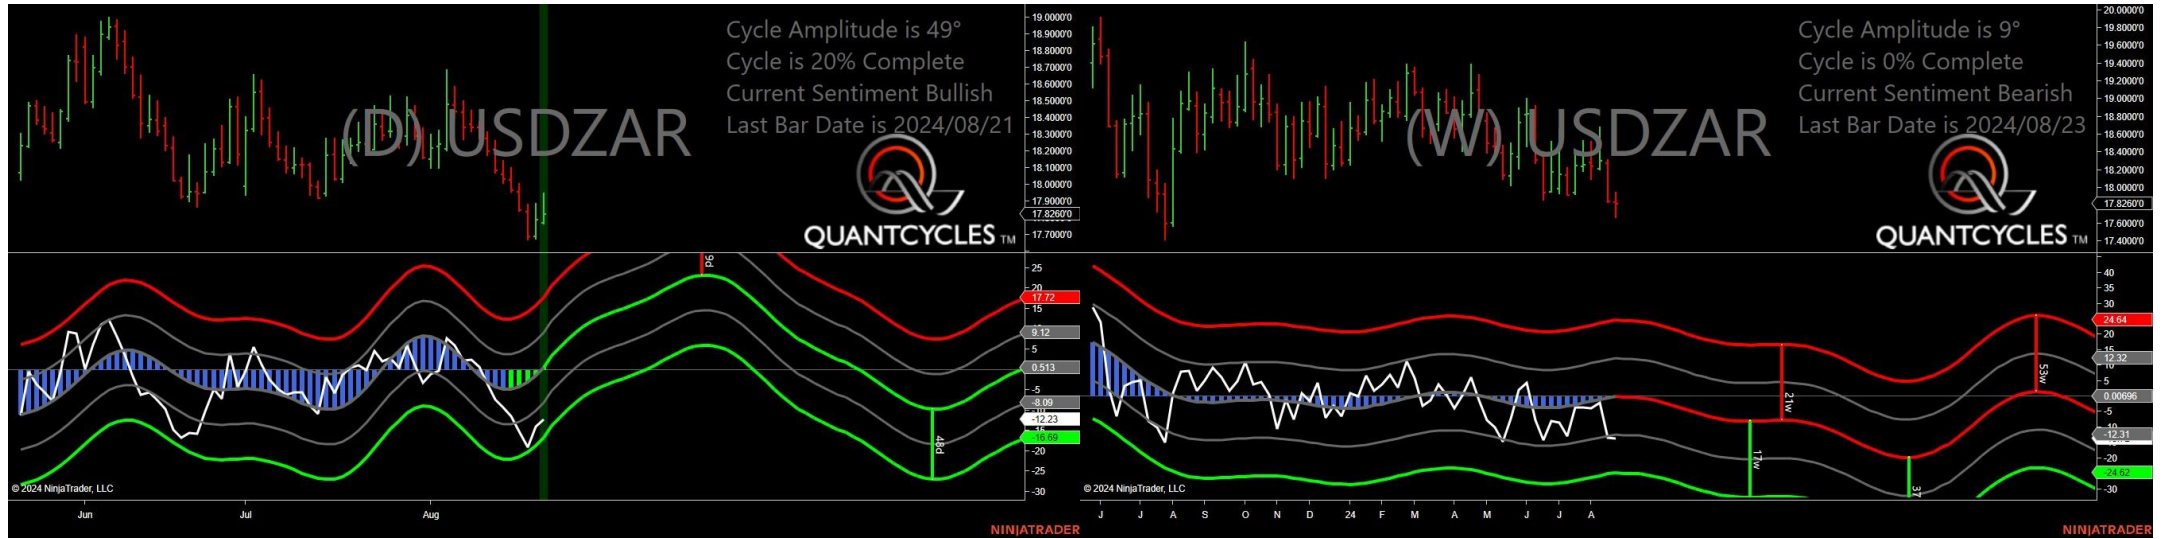 Cycle Amplitude is 49°
Cycle is 20% Complete
Current Sentiment Bullish
Last Bar Date is 2024/08/21
(D) USDZAR
QUANTCYCLES TM
19.0000'0
18.9000'0
18.8000'0
18.7000'0
18.6000'0
18.5000'0
18.4000'0
18.3000'0
18.2000'0
18.1000'0
18.0000'0
17.9000'0
17.8260'0
17.7000'0
9d
48d
25
20
17.72
15
9.12
5
0.513
-5
-8.09
-12.23
-16.69
-20
-25
-30
© 2024 NinjaTrader, LLC
Jun Jul Aug
NINJATRADER
Cycle Amplitude is 9°
Cycle is 0% Complete
Current Sentiment Bearish
Last Bar Date is 2024/08/23
(W) USDZAR
QUANTCYCLES TM
20.0000'0
19.8000'0
19.6000'0
19.4000'0
19.2000'0
19.0000'0
18.8000'0
18.6000'0
18.4000'0
18.2000'0
18.0000'0
17.8260'0
17.6000'0
17.4000'0
21w
17w
37
53w
40
35
30
24.64
20
15
12.32
10
5
0.00696
-5
-12.31
-20
-24.62
-30
© 2024 NinjaTrader, LLC
J J A S O N D 24 F M A M J J A
NINJATRADER